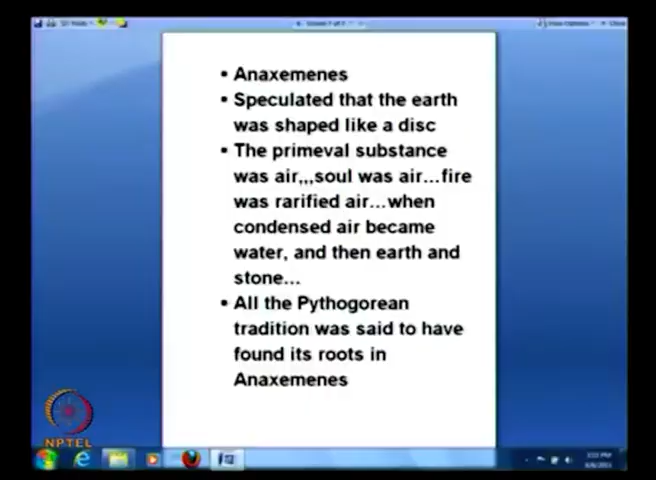 • Anaxemenes
• Speculated that the earth
was shaped like a disc
• The primeval substance
was air,,,soul was air...fire
was rarified air...when
condensed air became
water, and then earth and
stone...
• All the Pythogorean
tradition was said to have
found its roots in
Anaxemenes
NPTEL